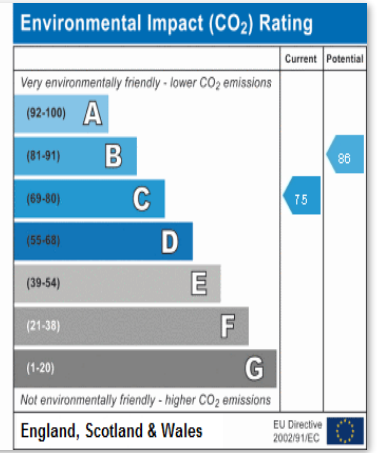 Environmental Impact (CO₂) Rating
Current Potential
Very environmentally friendly - lower CO₂ emissions
(92-100) A
(81-91) B 86
(69-80) C 75
(55-68) D
(39-54) E
(21-38) F
(1-20) G
Not environmentally friendly - higher CO₂ emissions
England, Scotland & Wales
EU Directive
2002/91/EC